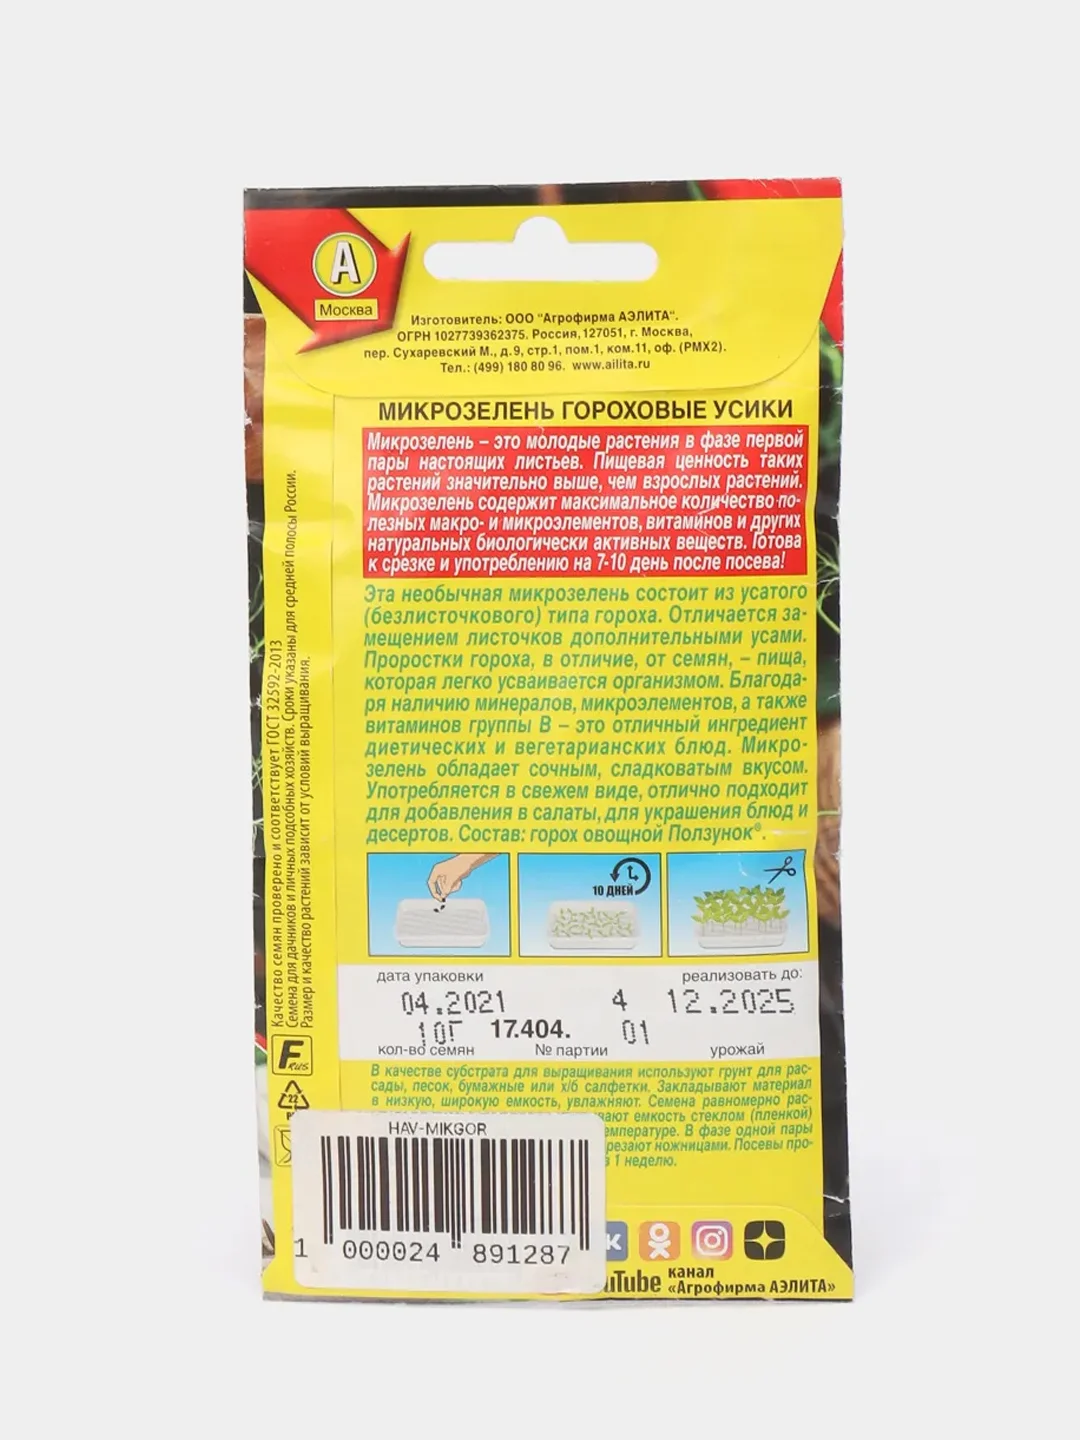 А
Москва
Изготовитель: ООО "Агрофирма АЭЛИТА".
ОГРН 1027739362375. Россия, 127051, г. Москва,
пер. Сухаревский М., д.9, стр.1, пом.1, ком.11, оф. (РМХ2).
Тел.: (499) 180 80 96. www.ailita.ru
МИКРОЗЕЛЕНЬ ГОРОХОВЫЕ УСИКИ
Микрозелень – это молодые растения в фазе первой
пары настоящих листьев. Пищевая ценность таких
растений значительно выше, чем взрослых растений.
Микрозелень содержит максимальное количество по-
лезных макро- и микроэлементов, витаминов и других
натуральных биологически активных веществ. Готова
к срезке и употреблению на 7-10 день после посева!
Эта необычная микрозелень состоит из усатого
(безлисточкового) типа гороха. Отличается за-
мещением листочков дополнительными усами.
Проростки гороха, в отличие, от семян, – пища,
которая легко усваивается организмом. Благода-
ря наличию минералов, микроэлементов, а также
витаминов группы В – это отличный ингредиент
диетических и вегетарианских блюд. Микро-
зелень обладает сочным, сладковатым вкусом.
Употребляется в свежем виде, отлично подходит
для добавления в салаты, для украшения блюд и
десертов. Состав: горох овощной Ползунок®.
10 ДНЕЙ
дата упаковки
реализовать до:
04.2021
4
12.2025
10Г
17.404.
01
кол-во семян
№ партии
урожай
В качестве субстрата для выращивания используют грунт для рас-
сады, песок, бумажные или х/б салфетки. Закладывают материал
в низкую, широкую емкость, увлажняют. Семена равномерно рас-
ают емкость стеклом (пленкой)
емпературе. В фазе одной пары
резают ножницами. Посевы про-
1 неделю.
Качество семян проверено и соответствует ГОСТ 32592-2013
Семена для дачников и личных подсобных хозяйств. Сроки указаны для средней полосы России.
Размер и качество растений зависит от условий выращивания.
F RUS
22
HAV-MIKGOR
1 000024 891287
uTube
канал
«Агрофирма АЭЛИТА»